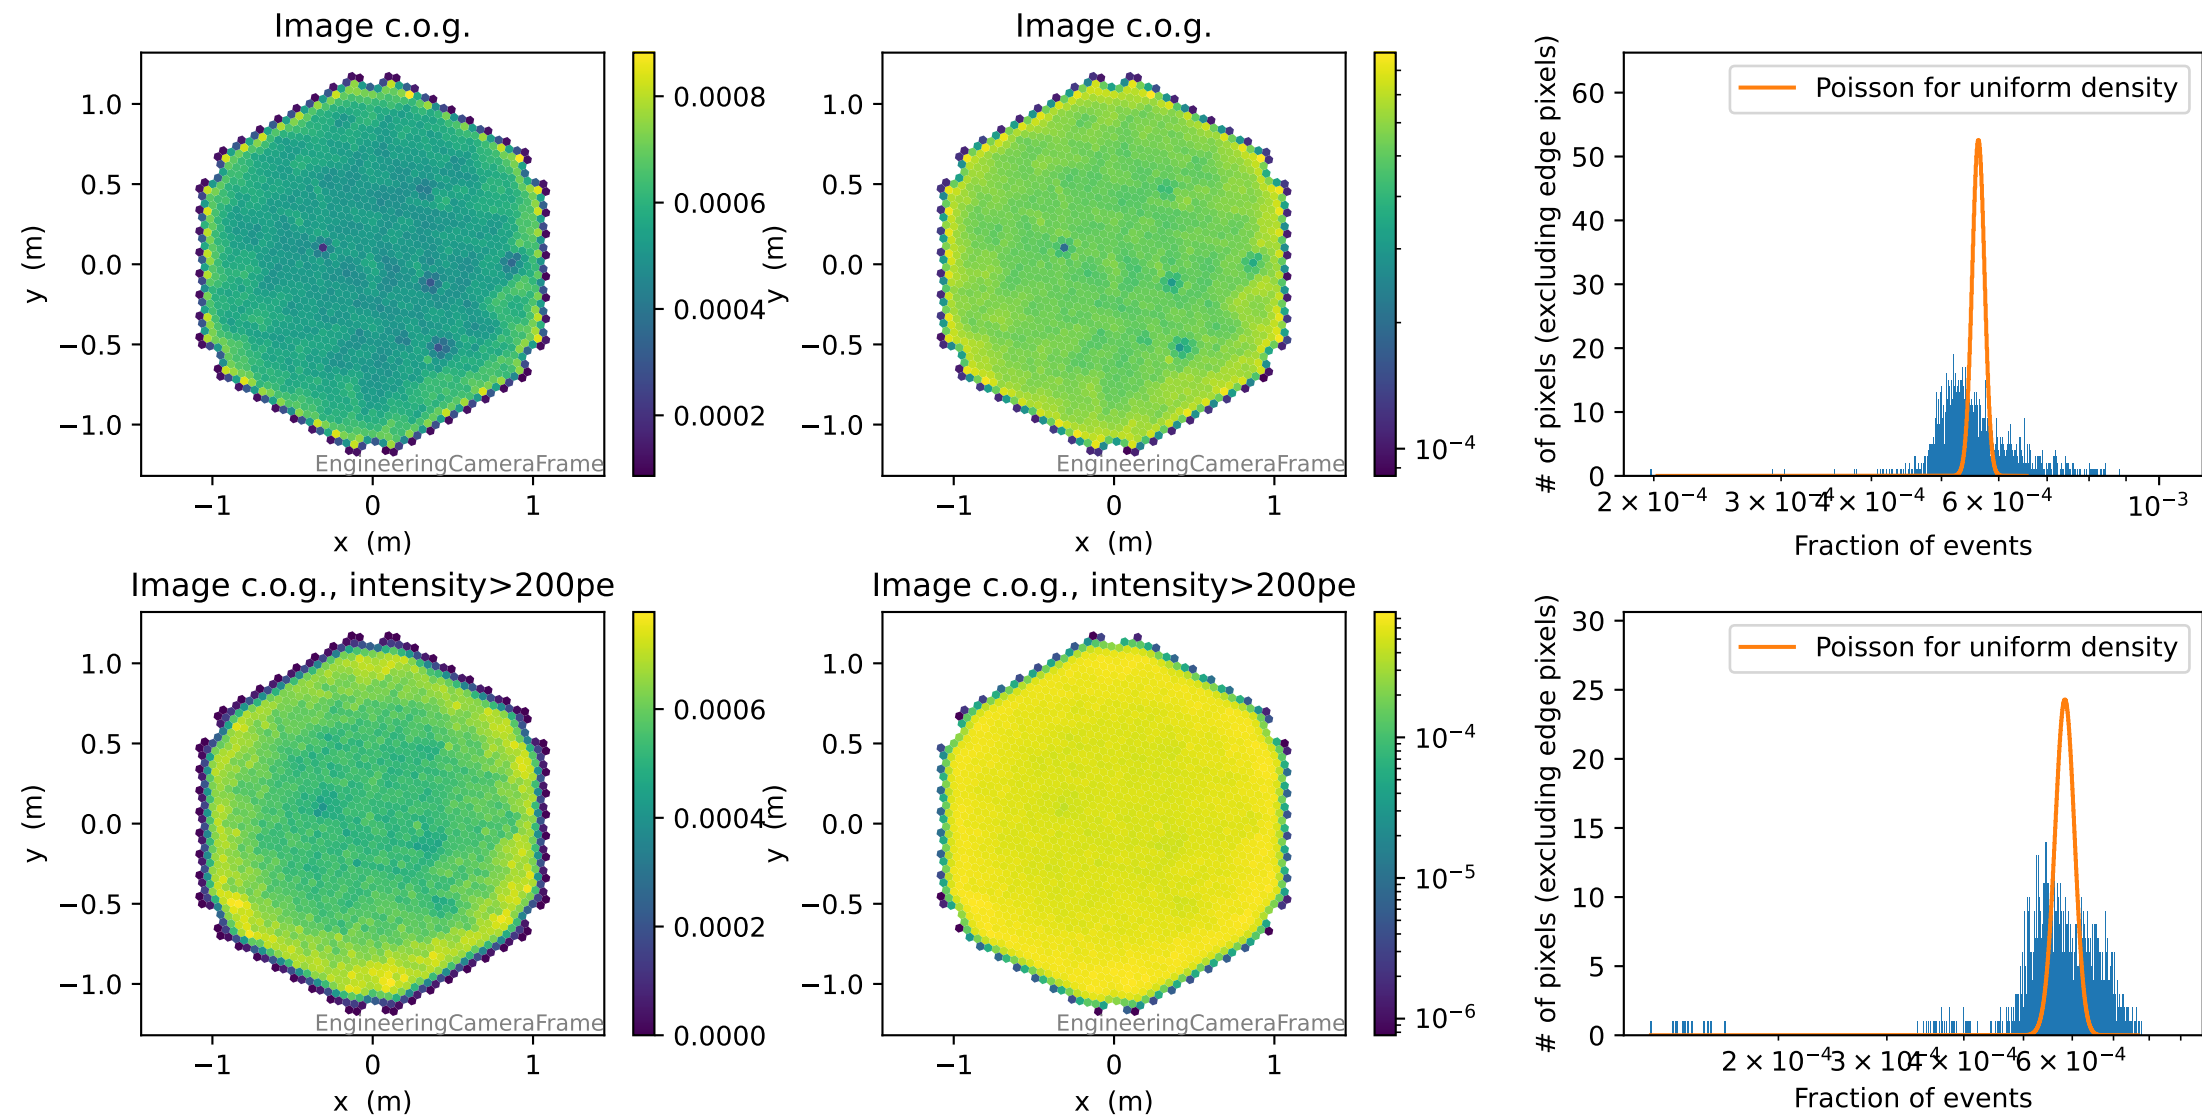 Image c.o.g.
1.0
0.5
0.0
−0.5
−1.0
y (m)
−1
0
1
x (m)
EngineeringCameraFrame
0.0008
0.0006
0.0004
0.0002
Image c.o.g.
1.0
0.5
0.0
−0.5
−1.0
y (m)
−1
0
1
x (m)
EngineeringCameraFrame
10⁻⁴
Poisson for uniform density
60
50
40
30
20
10
0
# of pixels (excluding edge pixels)
2 × 10⁻⁴
3 × 10⁻⁴
4 × 10⁻⁴
6 × 10⁻⁴
10⁻³
Fraction of events
Image c.o.g., intensity>200pe
1.0
0.5
0.0
−0.5
−1.0
y (m)
−1
0
1
x (m)
EngineeringCameraFrame
0.0006
0.0004
0.0002
0.0000
Image c.o.g., intensity>200pe
1.0
0.5
0.0
−0.5
−1.0
y (m)
−1
0
1
x (m)
EngineeringCameraFrame
10⁻⁴
10⁻⁵
10⁻⁶
Poisson for uniform density
30
25
20
15
10
5
0
# of pixels (excluding edge pixels)
2 × 10⁻⁴
3 × 10⁻⁴
4 × 10⁻⁴
6 × 10⁻⁴
Fraction of events